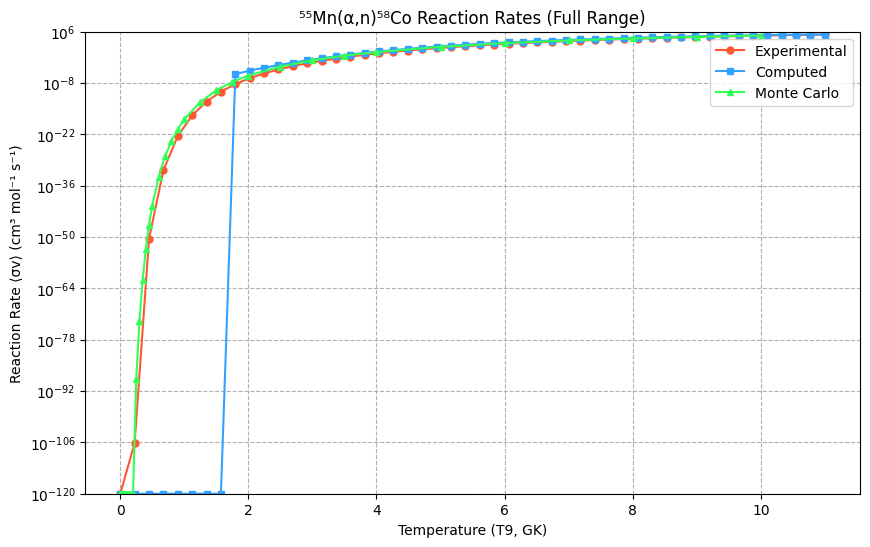 ⁵⁵Mn(α,n)⁵⁸Co Reaction Rates (Full Range)
Experimental
Computed
Monte Carlo
Reaction Rate ⟨σv⟩ (cm³ mol⁻¹ s⁻¹)
10⁶
10⁻⁸
10⁻²²
10⁻³⁶
10⁻⁵⁰
10⁻⁶⁴
10⁻⁷⁸
10⁻⁹²
10⁻¹⁰⁶
10⁻¹²⁰
0 2 4 6 8 10
Temperature (T9, GK)